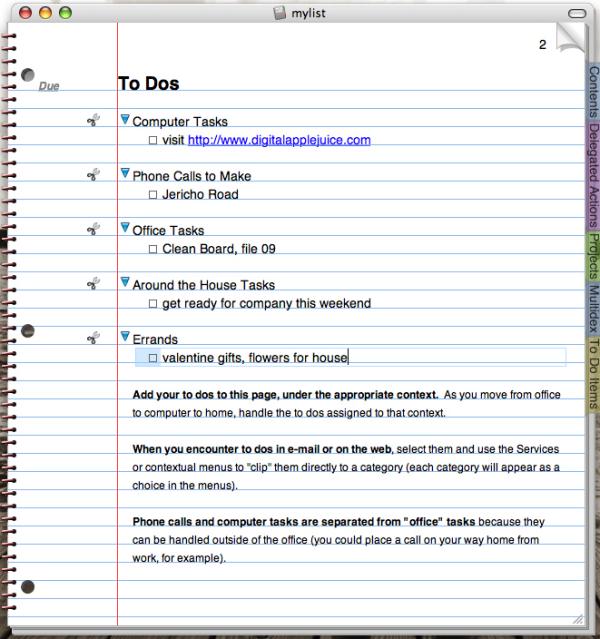 mylist
2
Due
To Dos
Computer Tasks
visit http://www.digitalapplejuice.com
Phone Calls to Make
Jericho Road
Office Tasks
Clean Board, file 09
Around the House Tasks
get ready for company this weekend
Errands
valentine gifts, flowers for house
Add your to dos to this page, under the appropriate context. As you move from office
to computer to home, handle the to dos assigned to that context.
When you encounter to dos in e-mail or on the web, select them and use the Services
or contextual menus to "clip" them directly to a category (each category will appear as a
choice in the menus).
Phone calls and computer tasks are separated from "office" tasks because they
can be handled outside of the office (you could place a call on your way home from
work, for example).
Contents
Delegated Actions
Projects
Multidex
To Do Items